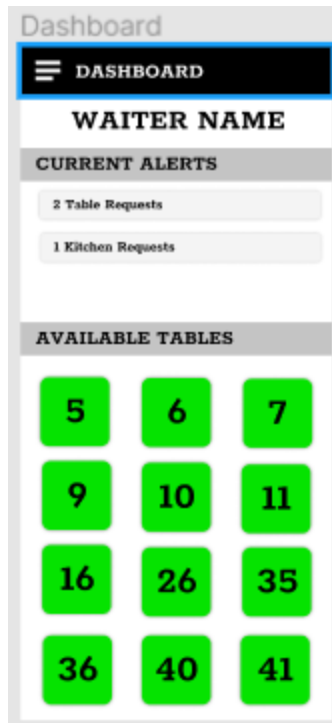 Dashboard
DASHBOARD
WAITER NAME
CURRENT ALERTS
2 Table Requests
1 Kitchen Requests
AVAILABLE TABLES
5 6 7
9 10 11
16 26 35
36 40 41